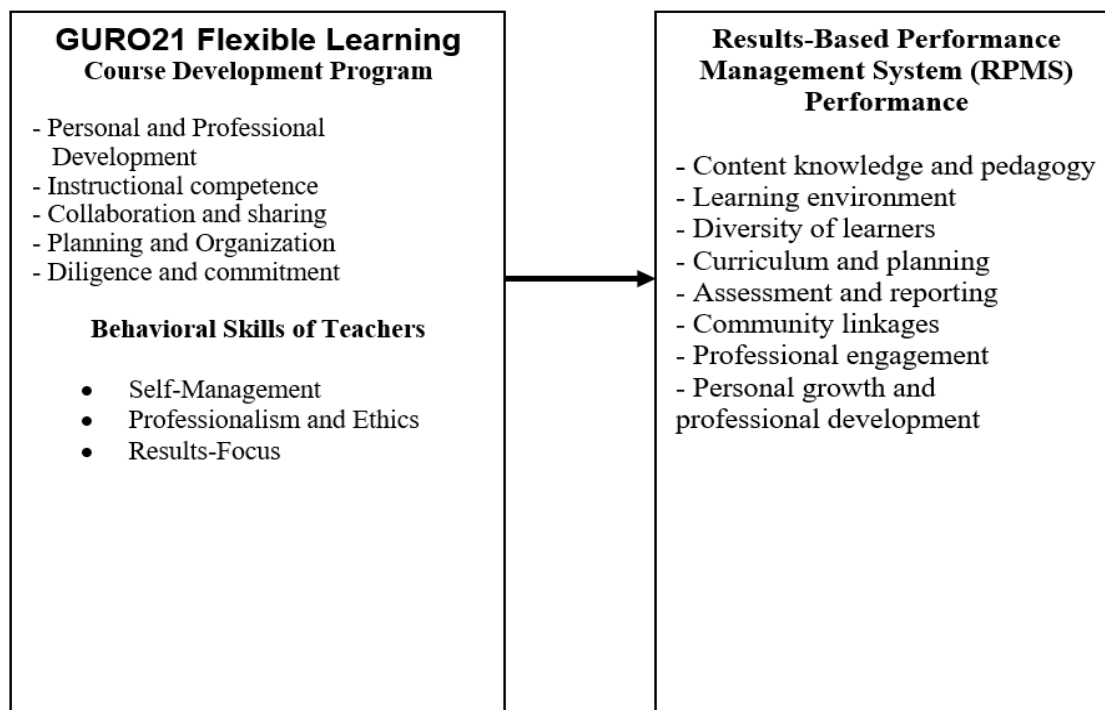 GURO21 Flexible Learning
Course Development Program
- Personal and Professional
Development
- Instructional competence
- Collaboration and sharing
- Planning and Organization
- Diligence and commitment
Behavioral Skills of Teachers
• Self-Management
• Professionalism and Ethics
• Results-Focus
Results-Based Performance
Management System (RPMS)
Performance
- Content knowledge and pedagogy
- Learning environment
- Diversity of learners
- Curriculum and planning
- Assessment and reporting
- Community linkages
- Professional engagement
- Personal growth and
professional development